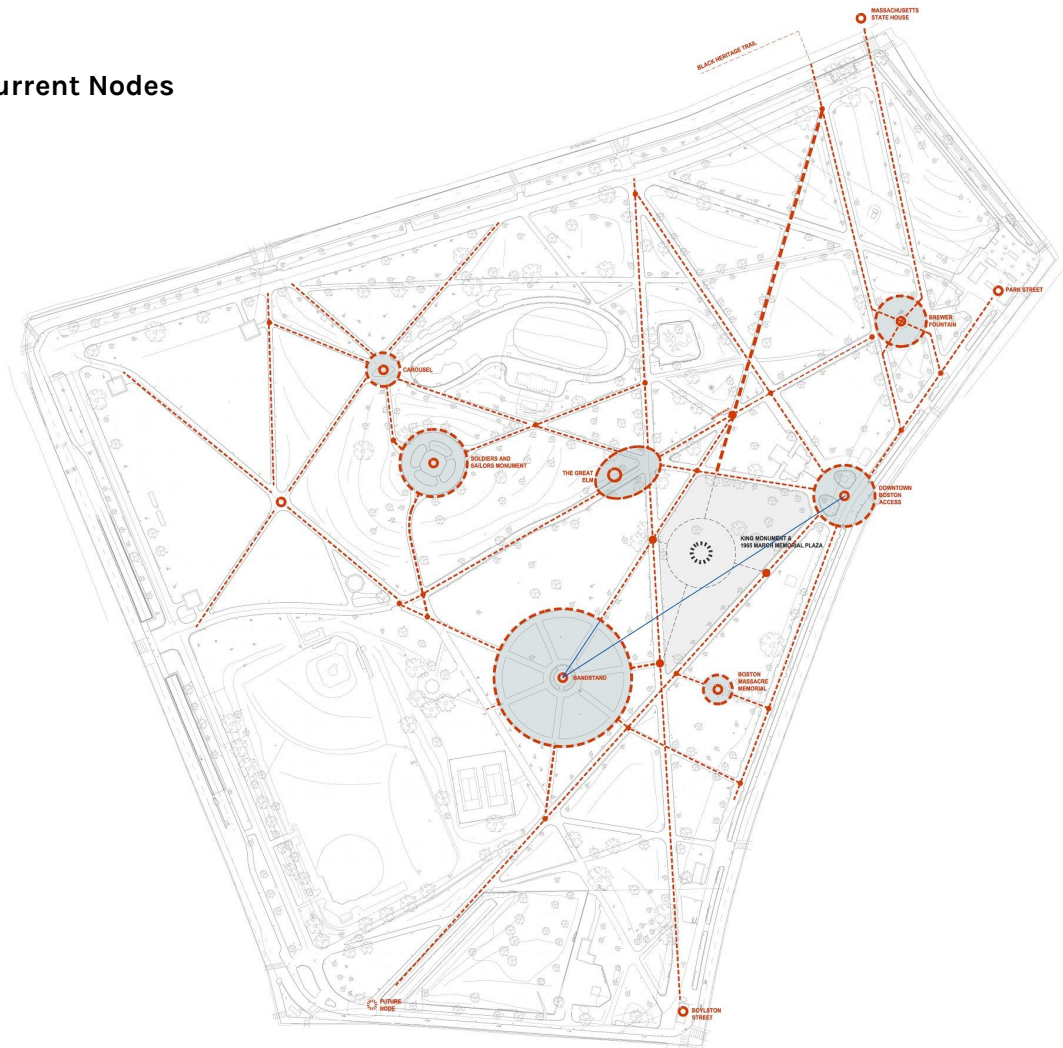 MASSACHUSETTS
STATE HOUSE
BLACK HERITAGE TRAIL
urrent Nodes
PARK STREET
BREWER
FOUNTAIN
CAROUSEL
SOLDIERS AND
SAILORS MONUMENT
THE GREAT
ELM
DOWNTOWN
BOSTON
ACCESS
KING MONUMENT &
1965 MARCH MEMORIAL PLAZA
BANDSTAND
BOSTON
MASSACRE
MEMORIAL
FUTURE
NODE
BOYLSTON
STREET